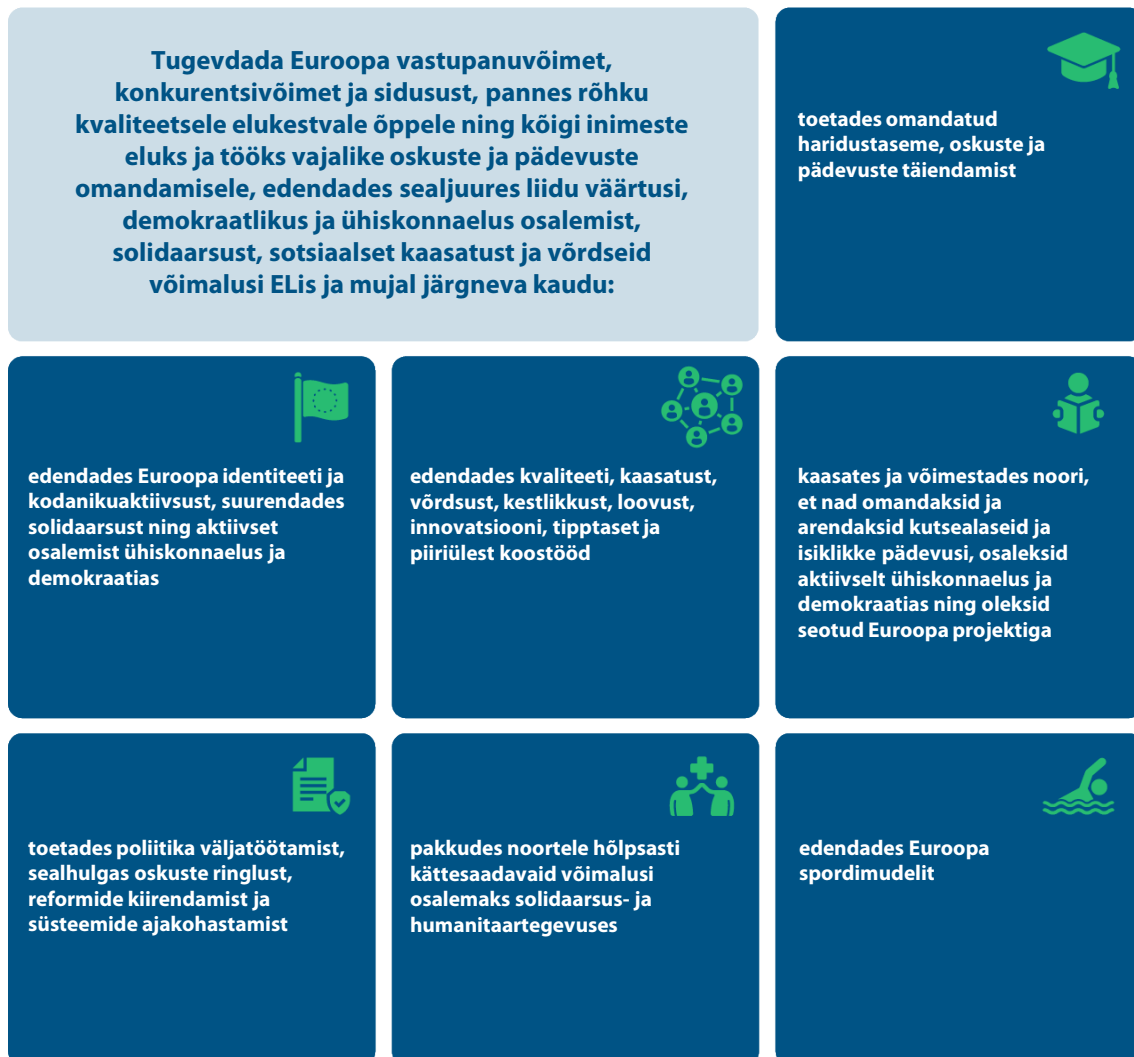 Tugevdada Euroopa vastupanuvõimet,
konkurentsivõimet ja sidusust, pannes rõhku
kvaliteetsele elukestvale õppele ning kõigi inimeste
eluks ja tööks vajalike oskuste ja pädevuste
omandamisele, edendades sealjuures liidu väärtusi,
demokraatlikus ja ühiskonnaelus osalemist,
solidaarsust, sotsiaalset kaasatust ja võrdseid
võimalusi ELis ja mujal järgneva kaudu:
toetades omandatud
haridustaseme, oskuste ja
pädevuste täiendamist
edendades Euroopa identiteeti ja
kodanikuaktiivsust, suurendades
solidaarsust ning aktiivset
osalemist ühiskonnaelus ja
demokraatias
edendades kvaliteeti, kaasatust,
võrdsust, kestlikkust, loovust,
innovatsiooni, tipptaset ja
piiriülest koostööd
kaasates ja võimestades noori,
et nad omandaksid ja
arendaksid kutsealaseid ja
isiklikke pädevusi, osaleksid
aktiivselt ühiskonnaelus ja
demokraatias ning oleksid
seotud Euroopa projektiga
toetades poliitika väljatöötamist,
sealhulgas oskuste ringlust,
reformide kiirendamist ja
süsteemide ajakohastamist
pakkudes noortele hõlpsasti
kättesaadavaid võimalusi
osalemaks solidaarsus- ja
humanitaartegevuses
edendades Euroopa
spordimudelit